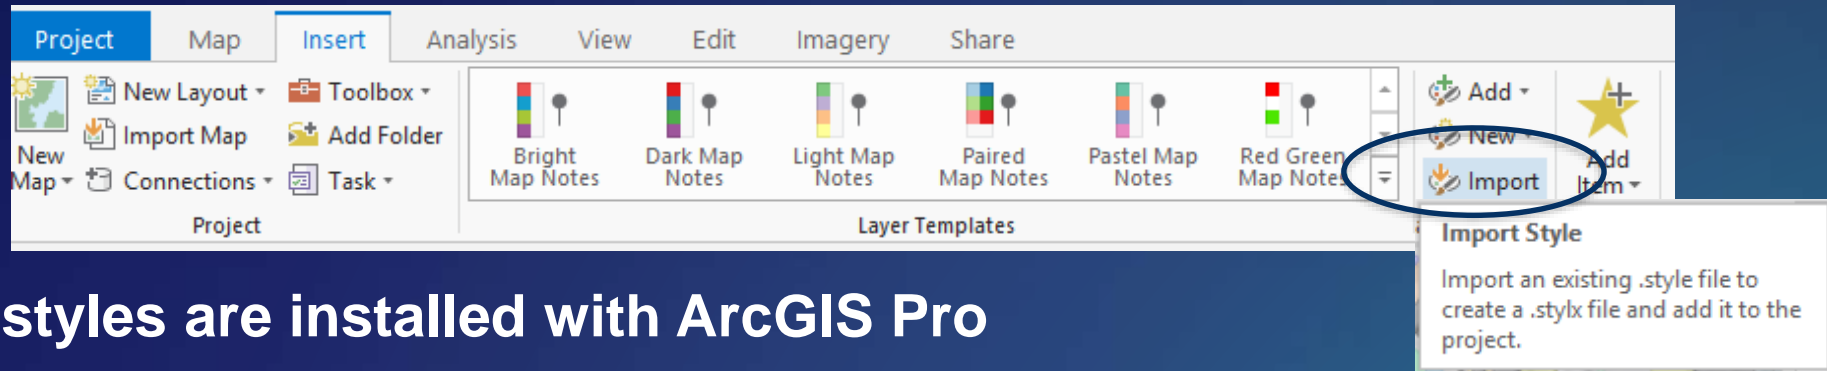 Project Map Insert Analysis View Edit Imagery Share
New Layout Toolbox Add
Import Map Add Folder New
New Map Connections Task Import
Bright Map Notes
Dark Map Notes
Light Map Notes
Paired Map Notes
Pastel Map Notes
Red Green Map Notes
Add Item
Project Layer Templates
Import Style
Import an existing .style file to
create a .stylx file and add it to the
project.
styles are installed with ArcGIS Pro